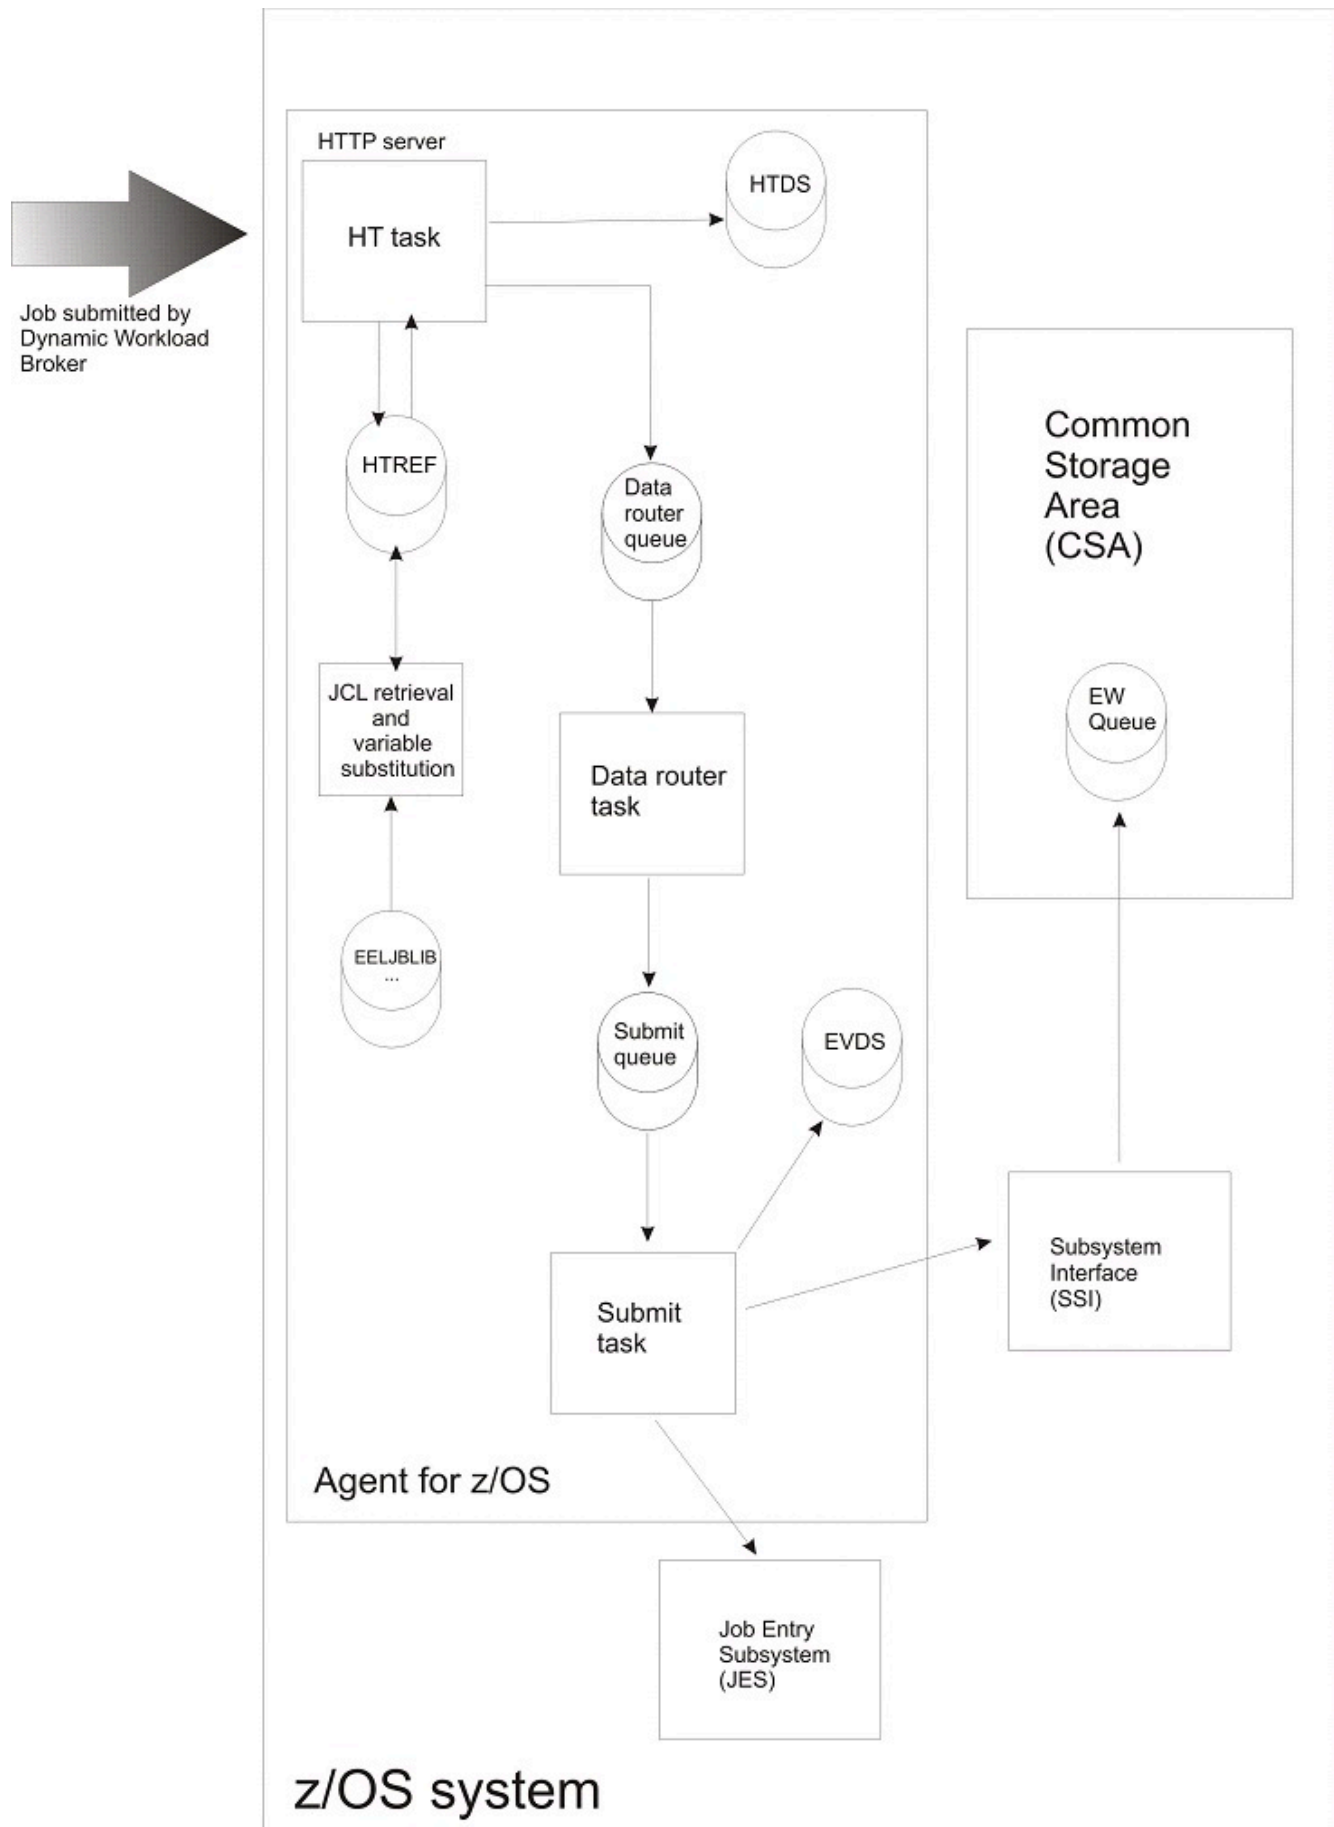 HTTP server
HT task
HTDS
Job submitted by
Dynamic Workload
Broker
HTREF
Data
router
queue
Common
Storage
Area
(CSA)
JCL retrieval
and
variable
substitution
Data router
task
EW
Queue
EELJBLIB
...
Submit
queue
EVDS
Submit
task
Subsystem
Interface
(SSI)
Agent for z/OS
Job Entry
Subsystem
(JES)
z/OS system